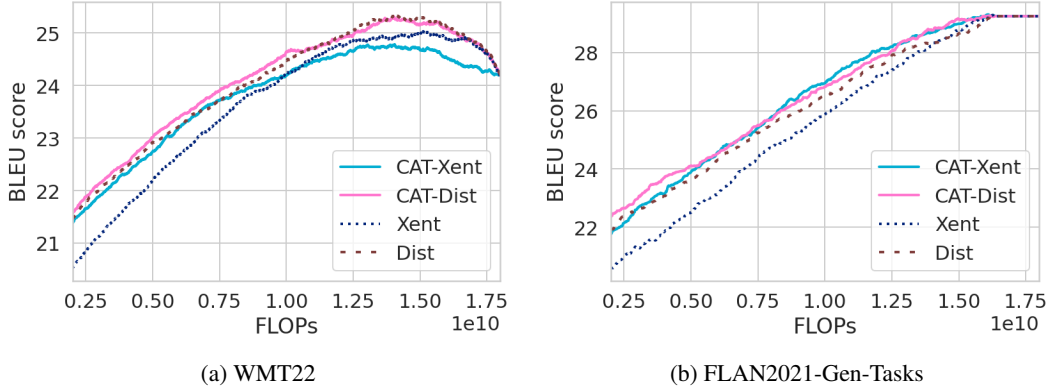 25
24
23
22
21
BLEU score
CAT-Xent
CAT-Dist
Xent
Dist
0.25 0.50 0.75 1.00 1.25 1.50 1.75
1e10
FLOPs
(a) WMT22
28
26
24
22
BLEU score
CAT-Xent
CAT-Dist
Xent
Dist
0.25 0.50 0.75 1.00 1.25 1.50 1.75
1e10
FLOPs
(b) FLAN2021-Gen-Tasks